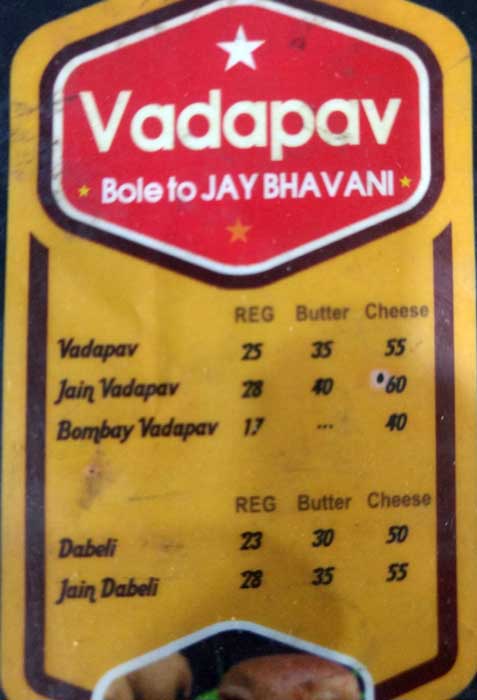 Vadapav
Bole to JAY BHAVANI
REG Butter Cheese
Vadapav 25 35 55
Jain Vadapav 28 40 60
Bombay Vadapav 17 ... 40
REG Butter Cheese
Dabeli 23 30 50
Jain Dabeli 28 35 55